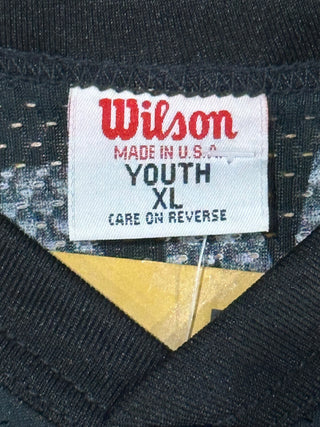 Wilson
MADE IN U.S.A.
YOUTH
XL
CARE ON REVERSE